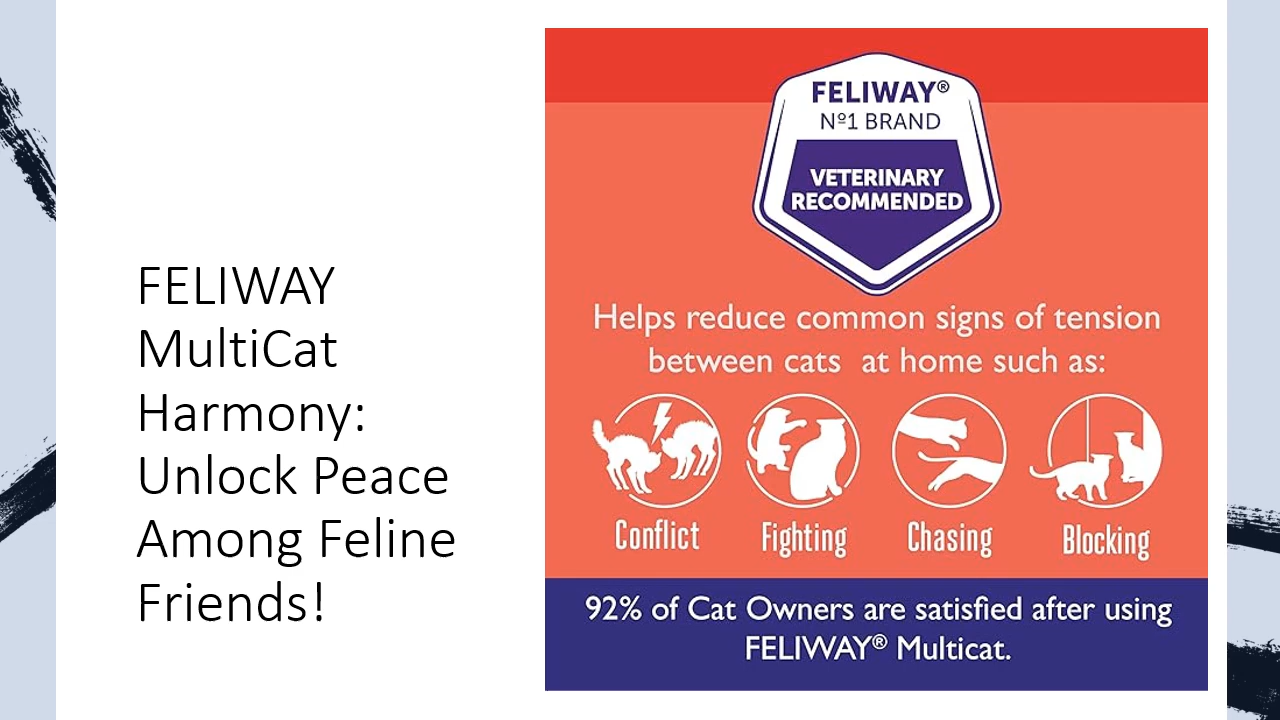 FELIWAY
MultiCat
Harmony:
Unlock Peace
Among Feline
Friends!
FELIWAY®
Nº1 BRAND
VETERINARY
RECOMMENDED
Helps reduce common signs of tension
between cats at home such as:
Conflict
Fighting
Chasing
Blocking
92% of Cat Owners are satisfied after using
FELIWAY® Multicat.